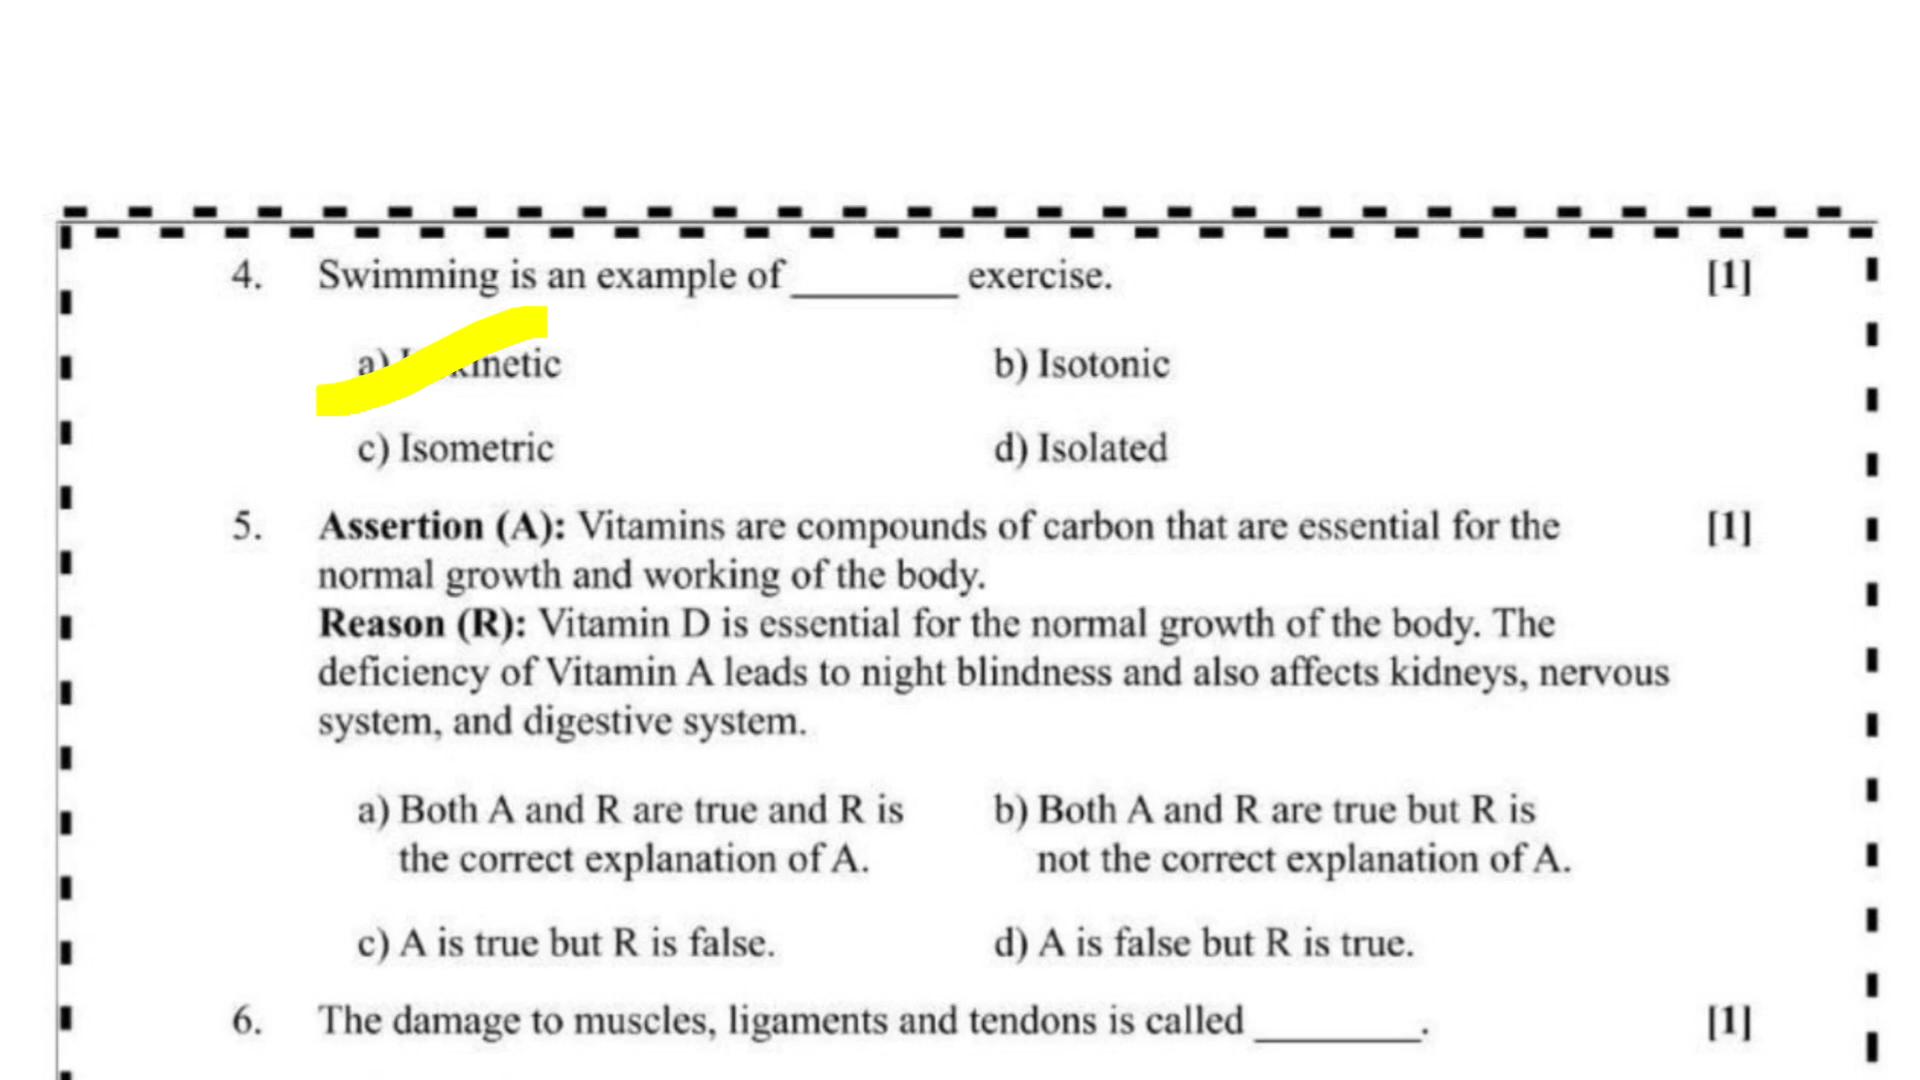 4. Swimming is an example of ________ exercise. [1]
a) netic b) Isotonic
c) Isometric d) Isolated
5. Assertion (A): Vitamins are compounds of carbon that are essential for the [1]
normal growth and working of the body.
Reason (R): Vitamin D is essential for the normal growth of the body. The
deficiency of Vitamin A leads to night blindness and also affects kidneys, nervous
system, and digestive system.
a) Both A and R are true and R is b) Both A and R are true but R is
the correct explanation of A. not the correct explanation of A.
c) A is true but R is false. d) A is false but R is true.
6. The damage to muscles, ligaments and tendons is called ________. [1]